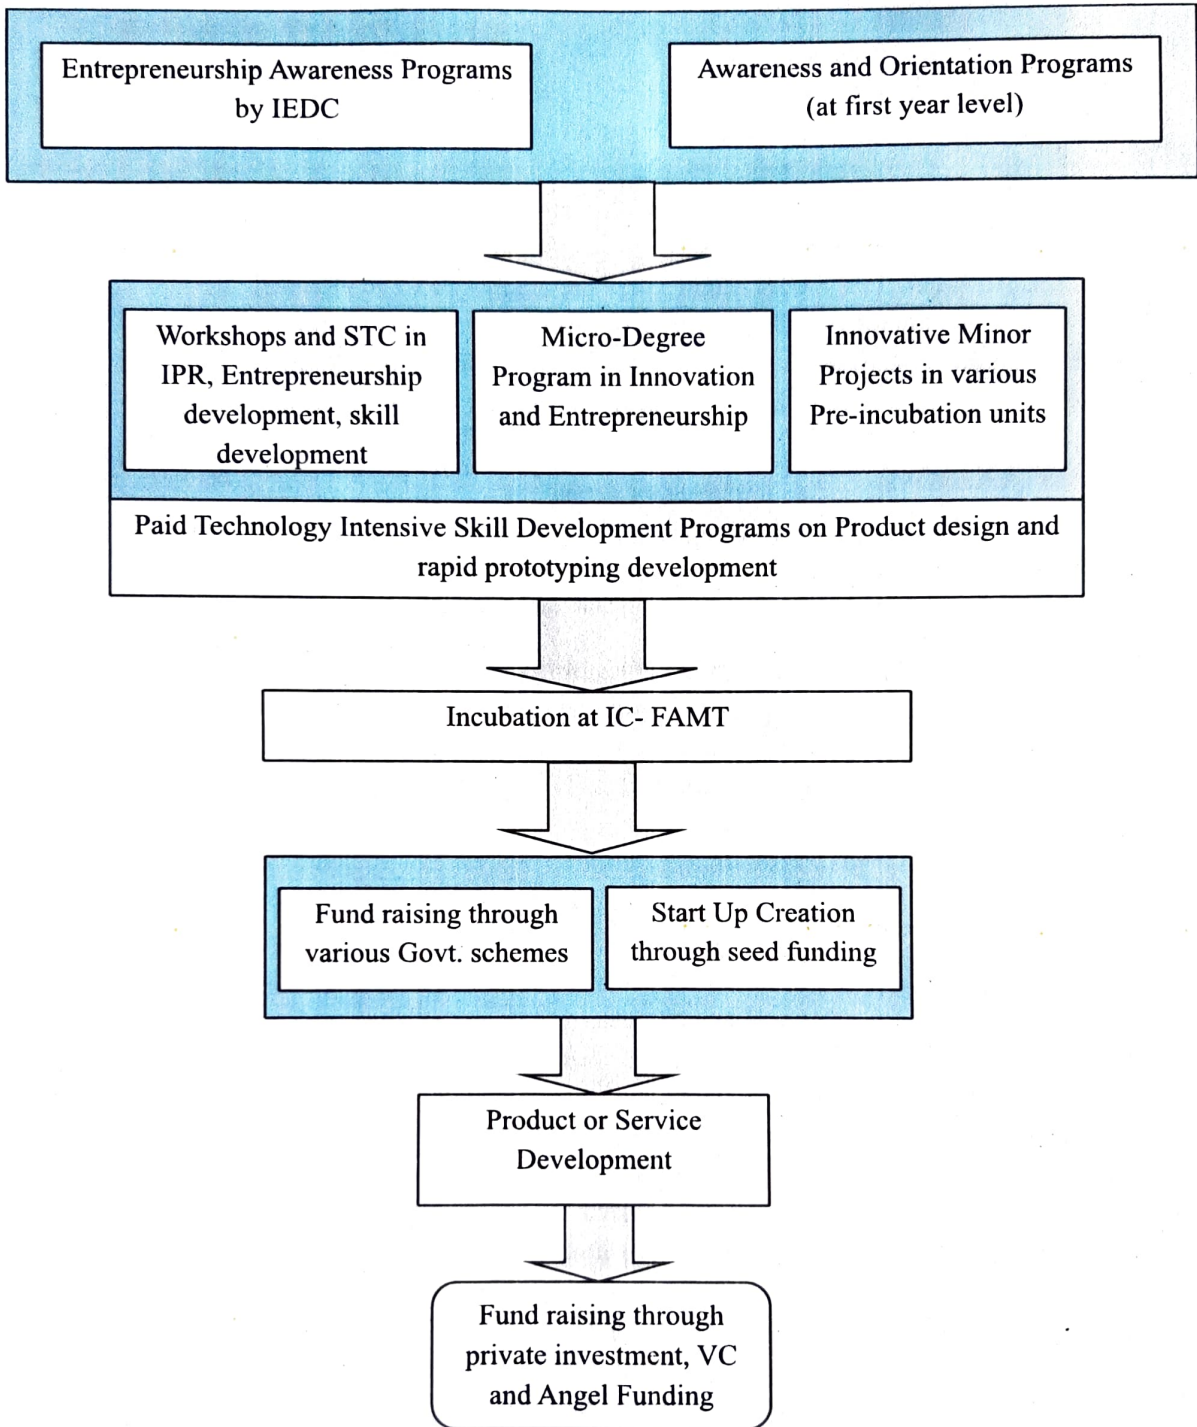 Entrepreneurship Awareness Programs
by IEDC
Awareness and Orientation Programs
(at first year level)
Workshops and STC in
IPR, Entrepreneurship
development, skill
development
Micro-Degree
Program in Innovation
and Entrepreneurship
Innovative Minor
Projects in various
Pre-incubation units
Paid Technology Intensive Skill Development Programs on Product design and
rapid prototyping development
Incubation at IC- FAMT
Fund raising through
various Govt. schemes
Start Up Creation
through seed funding
Product or Service
Development
Fund raising through
private investment, VC
and Angel Funding